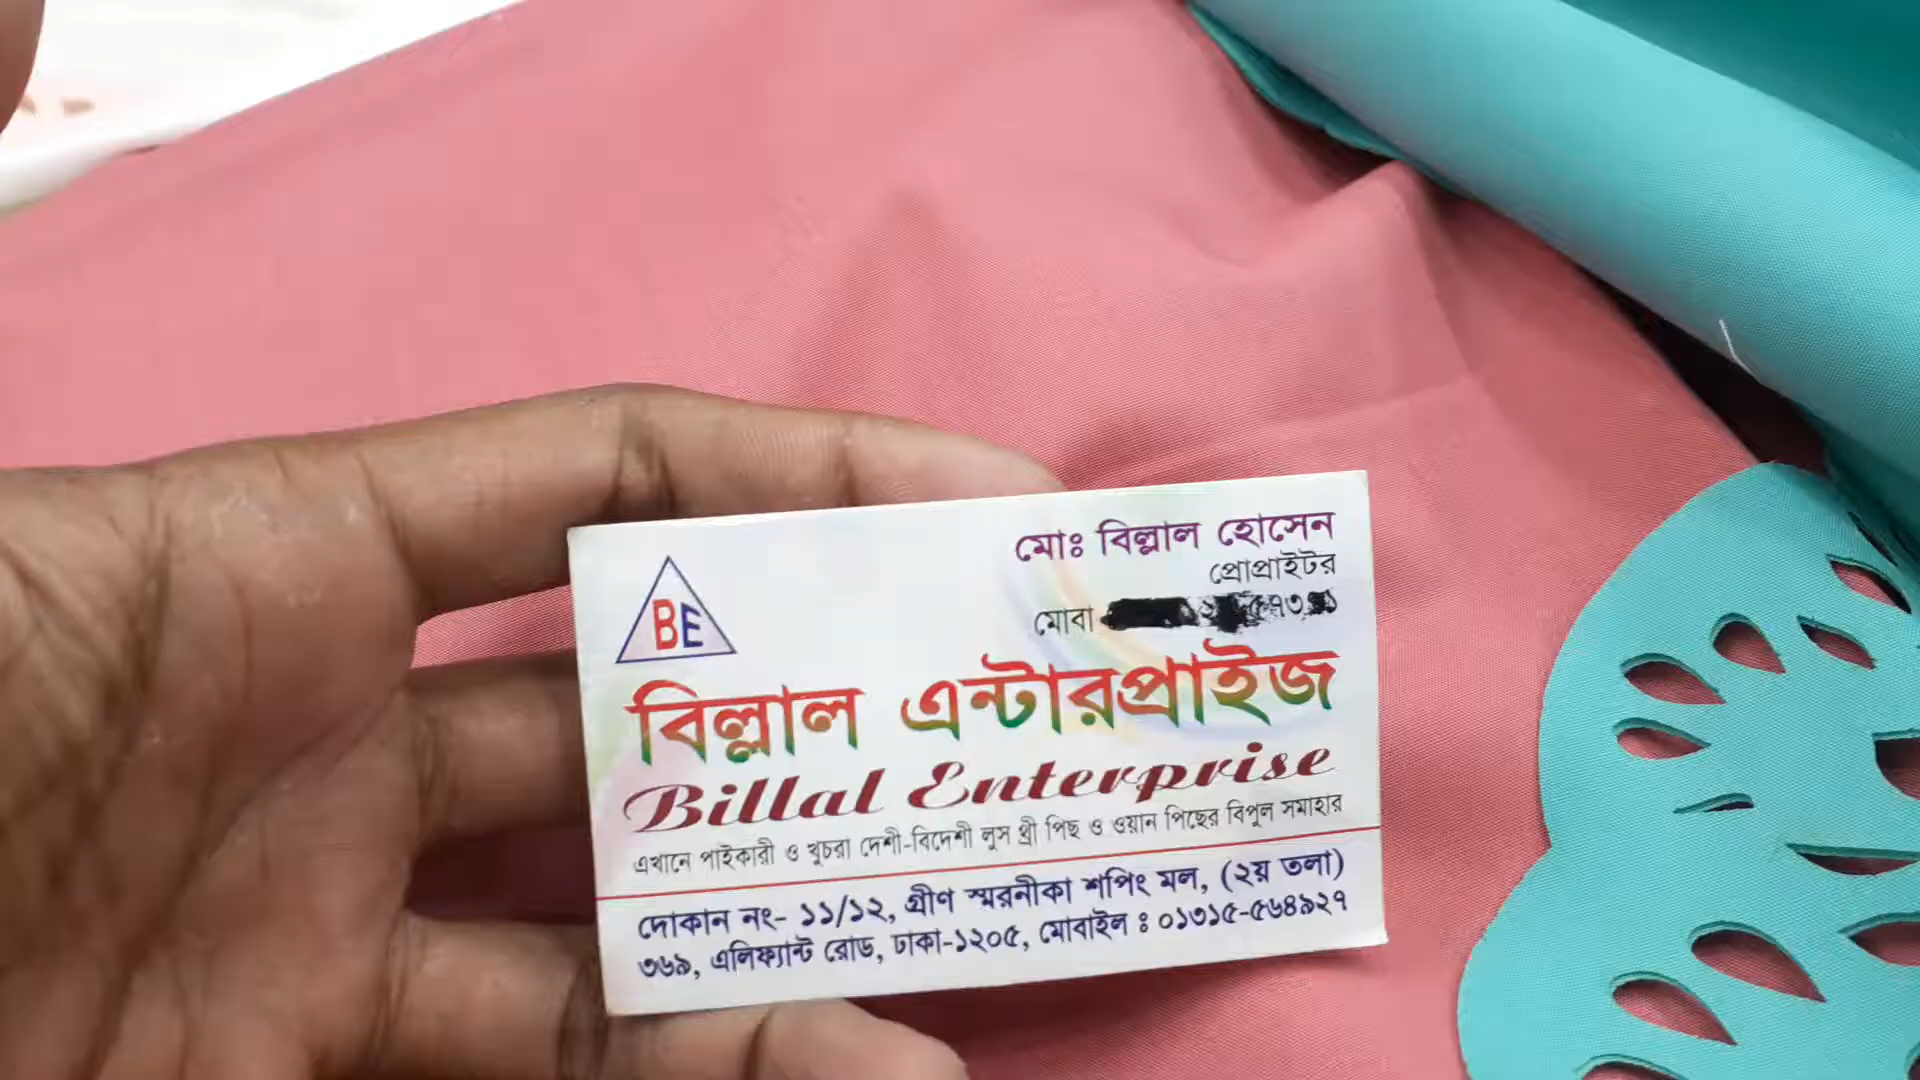 BE
মোঃ বিল্লাল হোসেন
প্রোপ্রাইটর
মোবা
বিল্লাল এন্টারপ্রাইজ
Billal Enterprise
এখানে পাইকারী ও খুচরা দেশী-বিদেশী লুস থ্রী পিছ ও ওয়ান পিছের বিপুল সমাহার
দোকান নং- ১১/১২, গ্রীণ স্মরনীকা শপিং মল, (২য় তলা)
৩৬৯, এলিফ্যান্ট রোড, ঢাকা-১২০৫, মোবাইল ঃ ০১৩১৫-৫৬৪৯২৭